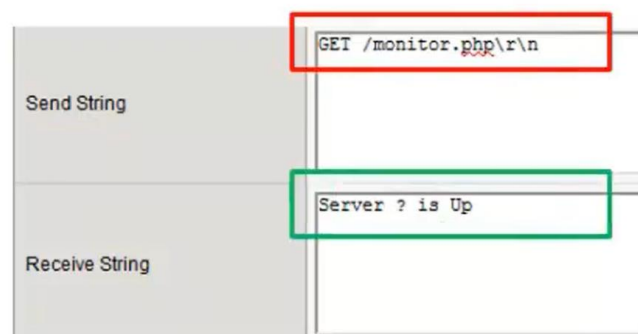 GET /monitor.php\r\n
Send String
Server ? is Up
Receive String